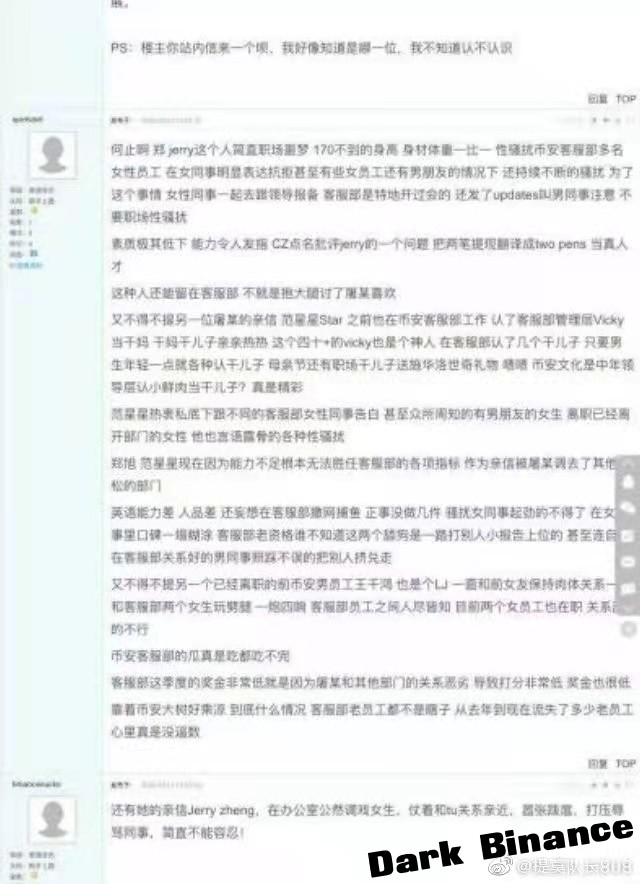 PS：楼主你站内信来一个呗，我好像知道是哪一位，我不知道认不认识
回复 TOP
何止啊 郑 jerry这个人简直职场噩梦 170不到的身高 身材体重一比一 性骚扰币安客服部多名
女性员工 在女同事明显表达抗拒甚至有些女员工还有男朋友的情况下 还持续不断的骚扰 为了
这个事情 女性同事一起去跟领导报备 客服部是特地开过会的 还发了updates叫男同事注意 不
要职场性骚扰
素质极其低下 能力令人发指 CZ点名批评jerry的一个问题 把两笔提现翻译成two pens 当真人
才
这种人还能留在客服部 不就是抱大腿讨了屠某喜欢
又不得不提另一位屠某的亲信 范星星Star 之前也在币安客服部工作 认了客服部管理层Vicky
当干妈 干妈干儿子亲亲热热 这个四十+的vicky也是个神人 在客服部认了几个干儿子 只要男
生年轻一点就各种认干儿子 母亲节还有职场干儿子送施华洛世奇礼物 啧啧 币安文化是中年领
导层认小鲜肉当干儿子？真是精彩
范星星热衷私底下跟不同的客服部女性同事告白 甚至众所周知的有男朋友的女生 离职已经离
开部门的女性 他也言语露骨的各种性骚扰
郑旭 范星星现在因为能力不足根本无法胜任客服部的各项指标 作为亲信被屠某调去了其他
松的部门
英语能力差 人品差 还妄想在客服部撒网捕鱼 正事没做几件 骚扰女同事起劲的不得了 在女
事里口碑一塌糊涂 客服部老资格谁不知道这两个舔狗是一路打别人小报告上位的 甚至连
在客服部关系好的男同事照踩不误的把别人挤兑走
又不得不提另一个已经离职的前币安男员工王千鸿 也是个LJ 一面和前女友保持肉体关系一
和客服部两个女生玩劈腿 一炮四响 客服部员工之间人尽皆知 目前两个女员工也在职 关系
的不行
币安客服部的瓜真是吃都吃不完
客服部这季度的奖金非常低就是因为屠某和其他部门的关系恶劣 导致打分非常低 奖金也很低
靠着币安大树好乘凉 到底什么情况 客服部老员工都不是瞎子 从去年到现在流失了多少老员工
心里真是没逼数
回复 TOP
还有她的亲信Jerry zheng，在办公室公然调戏女生，仗着和tu关系亲近，嚣张跋扈，打压辱
骂同事，简直不能容忍！
Dark Binance